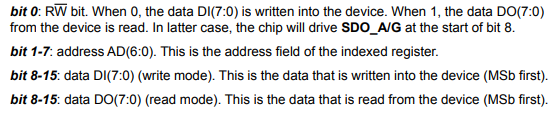 bit 0: RW̅ bit. When 0, the data DI(7:0) is written into the device. When 1, the data DO(7:0)
from the device is read. In latter case, the chip will drive SDO_A/G at the start of bit 8.
bit 1-7: address AD(6:0). This is the address field of the indexed register.
bit 8-15: data DI(7:0) (write mode). This is the data that is written into the device (MSb first).
bit 8-15: data DO(7:0) (read mode). This is the data that is read from the device (MSb first).